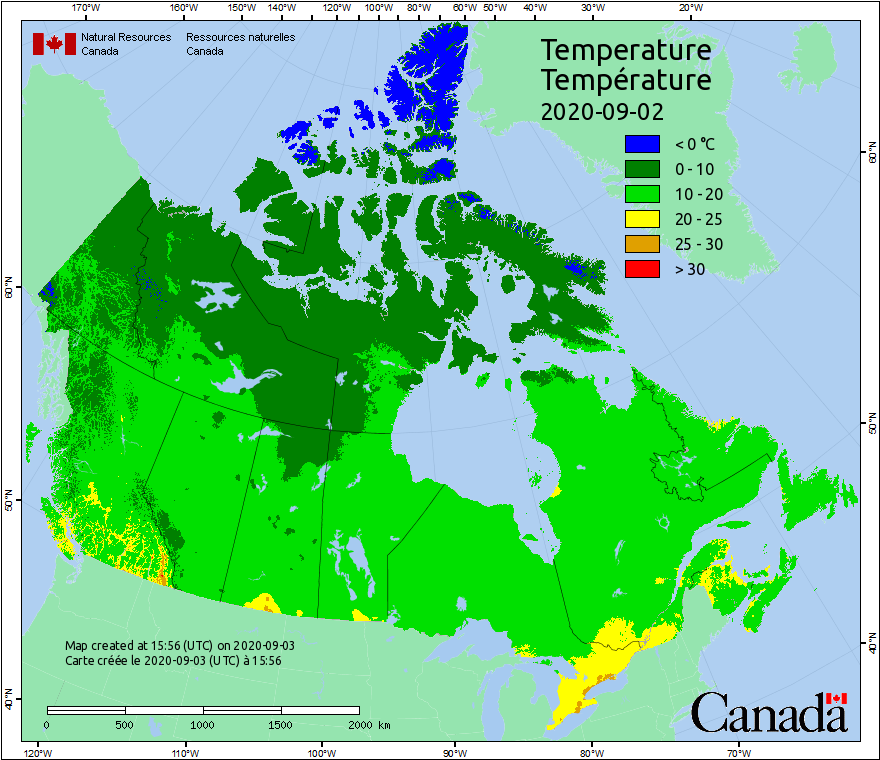 170°W 160°W 150°W 140°W 130°W 120°W 110°W 100°W 90°W 80°W 60°W 50°W 40°W 30°W 20°W
Natural Resources Canada
Ressources naturelles Canada
Temperature
Température
2020-09-02
< 0 °C
0 - 10
10 - 20
20 - 25
25 - 30
> 30
60°N
60°N
50°N
50°N
40°N
40°N
Map created at 15:56 (UTC) on 2020-09-03
Carte créée le 2020-09-03 (UTC) à 15:56
0 500 1000 1500 2000 km
Canada
120°W 110°W 100°W 90°W 80°W 70°W